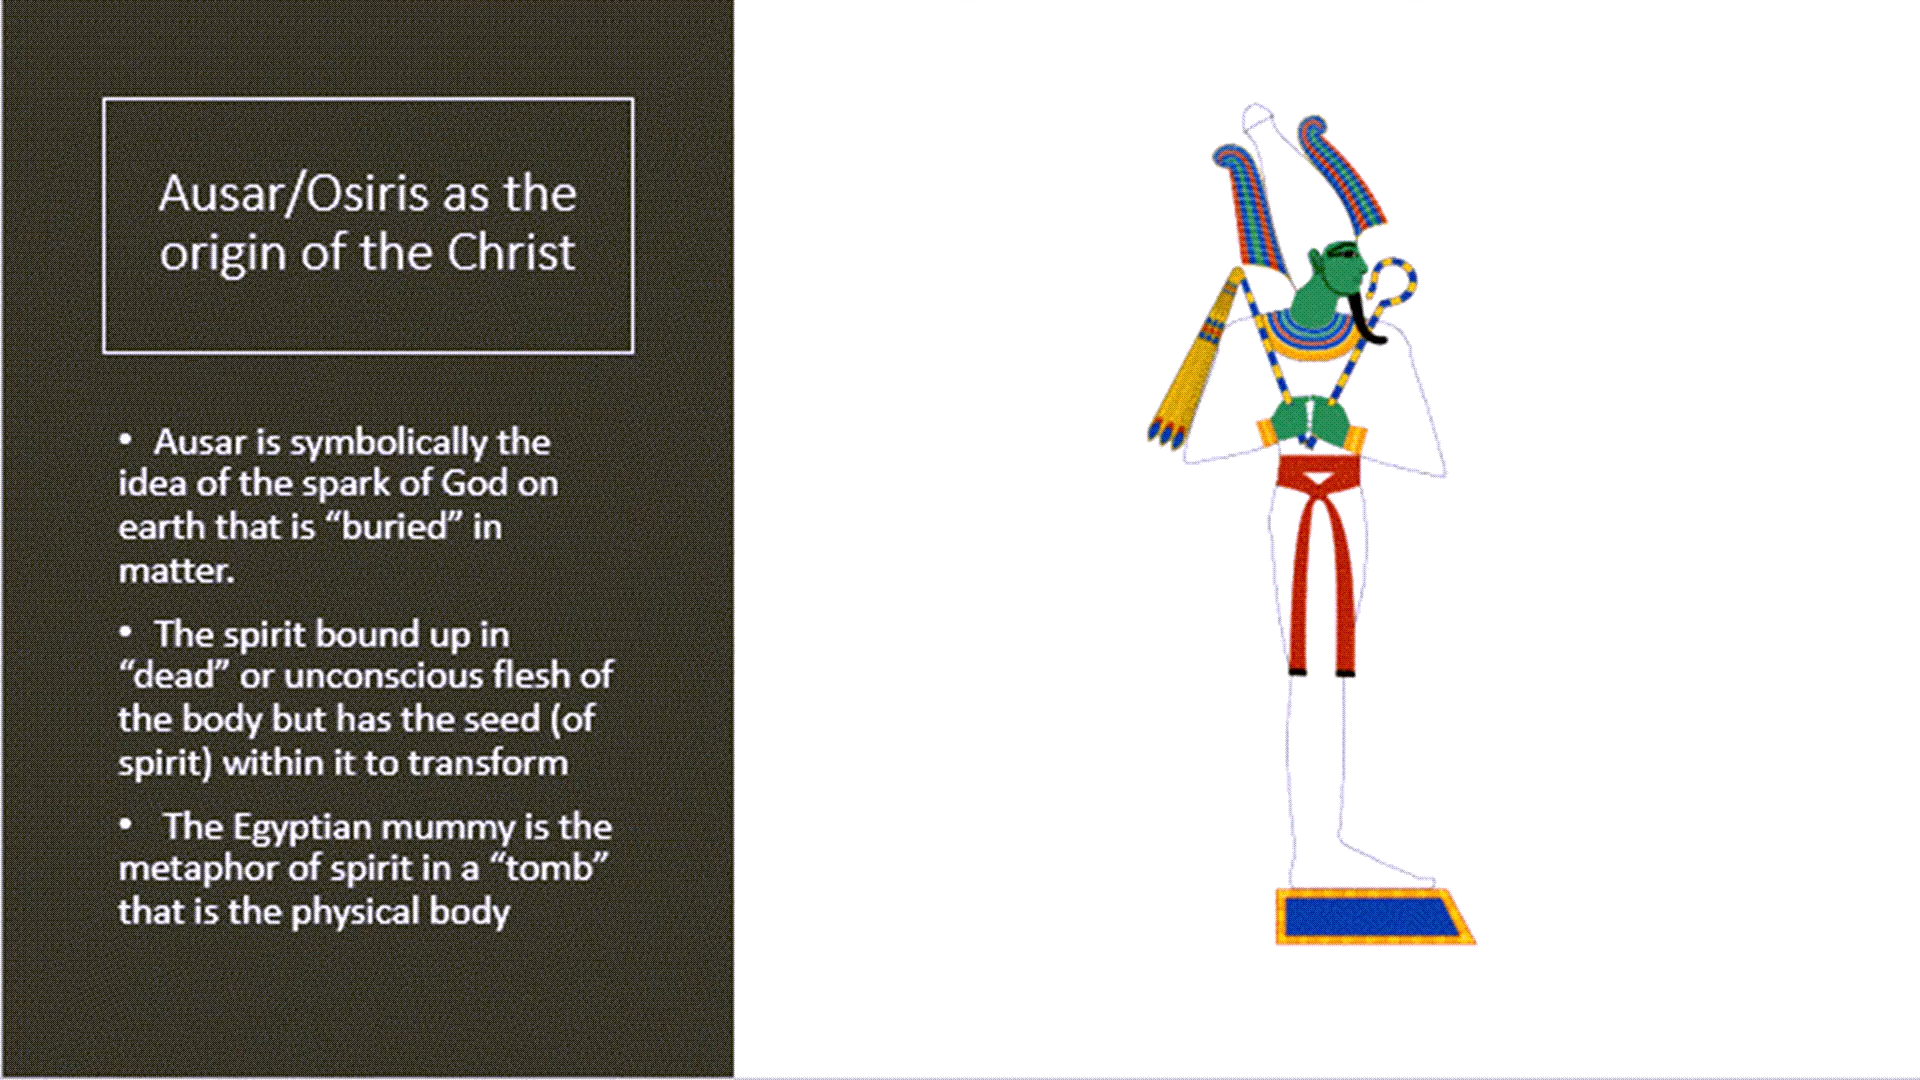 Ausar/Osiris as the
origin of the Christ
• Ausar is symbolically the
idea of the spark of God on
earth that is “buried” in
matter.
• The spirit bound up in
“dead” or unconscious flesh of
the body but has the seed (of
spirit) within it to transform
• The Egyptian mummy is the
metaphor of spirit in a “tomb”
that is the physical body